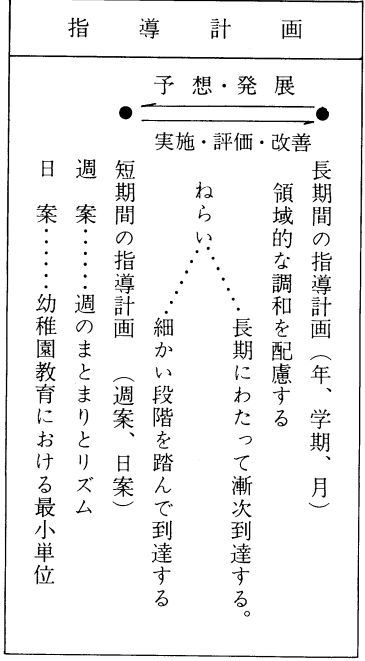 指導計画
予想・発展
実施・評価・改善
●長期間の指導計画（年、学期、月）
領域的な調和を配慮する
ねらい‥‥‥長期にわたって漸次到達する。
‥‥‥細かい段階を踏んで到達する
●短期間の指導計画（週案、日案）
週案……週のまとまりとリズム
日案……幼稚園教育における最小単位